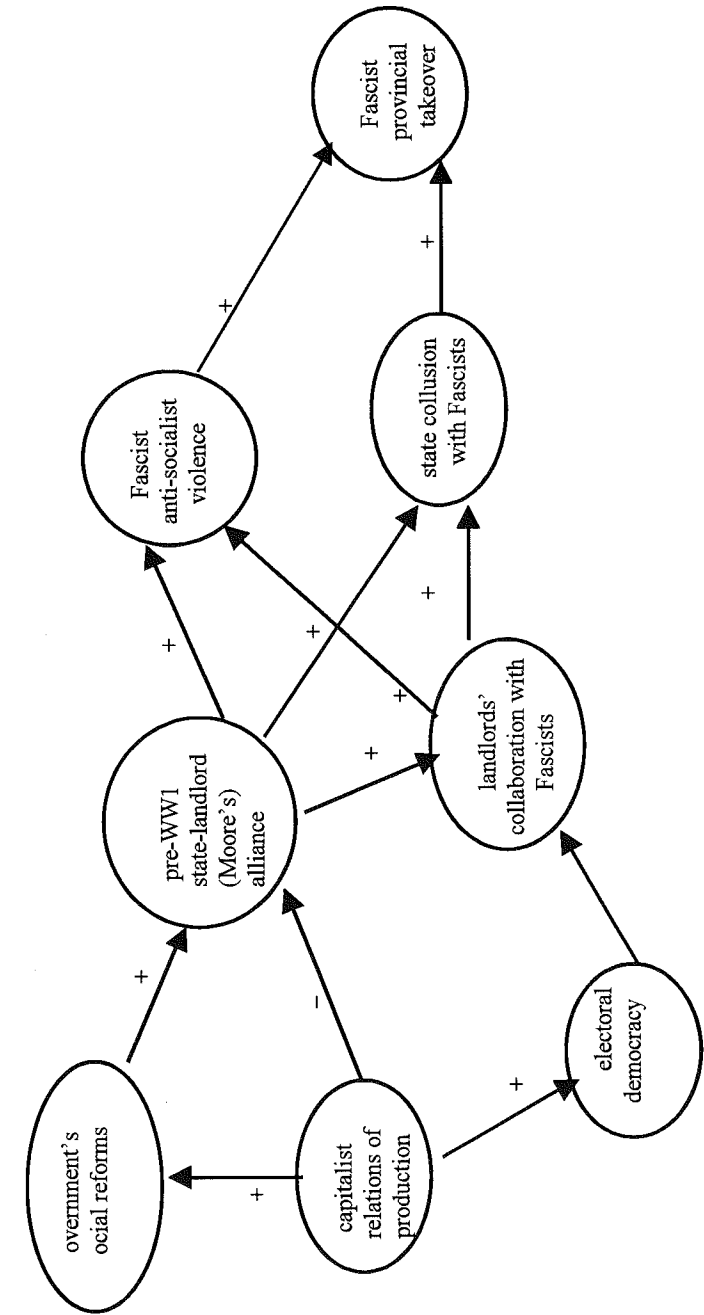 overnment's
ocial reforms
+
capitalist
relations of
production
+
-
+
electoral
democracy
pre-WW1
state-landlord
(Moore's)
alliance
+
+
+
landlords'
collaboration with
Fascists
+
+
Fascist
anti-socialist
violence
+
state collusion
with Fascists
+
Fascist
provincial
takeover